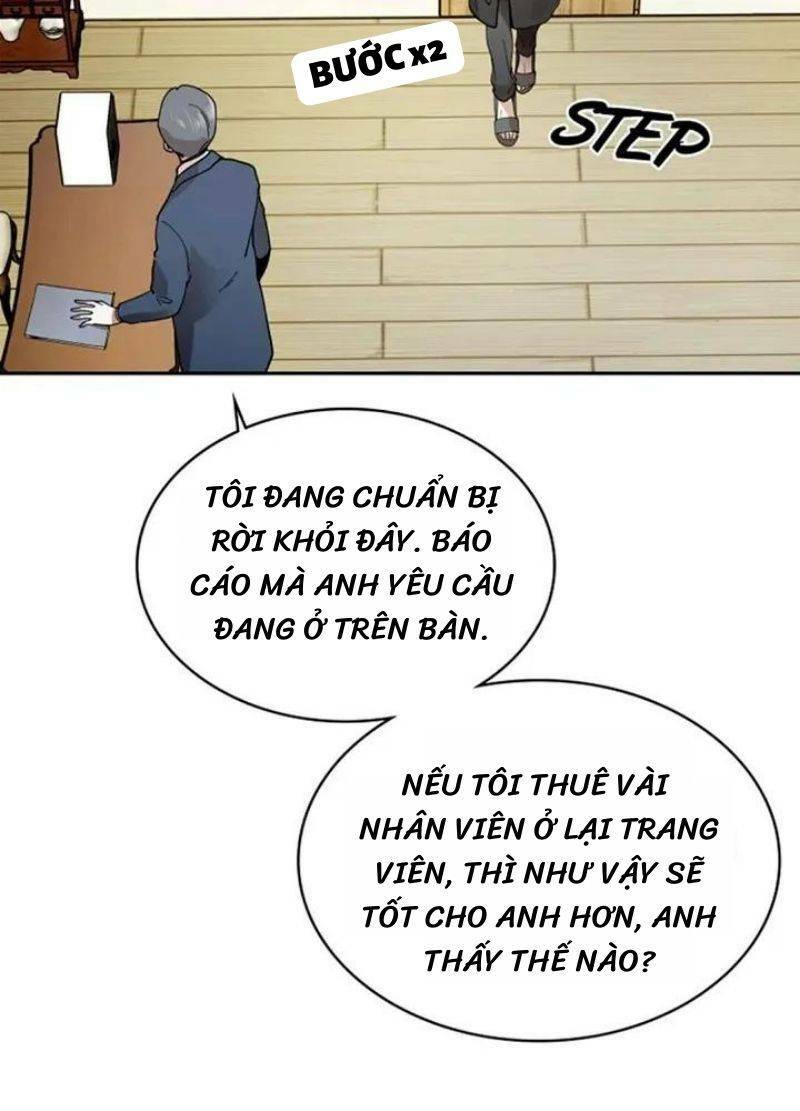 BƯỚC x2
STEP
TÔI ĐANG CHUẨN BỊ
RỜI KHỎI ĐÂY. BÁO
CÁO MÀ ANH YÊU CẦU
ĐANG Ở TRÊN BÀN.
NẾU TÔI THUÊ VÀI
NHÂN VIÊN Ở LẠI TRANG
VIÊN, THÌ NHƯ VẬY SẼ
TỐT CHO ANH HƠN, ANH
THẤY THẾ NÀO?